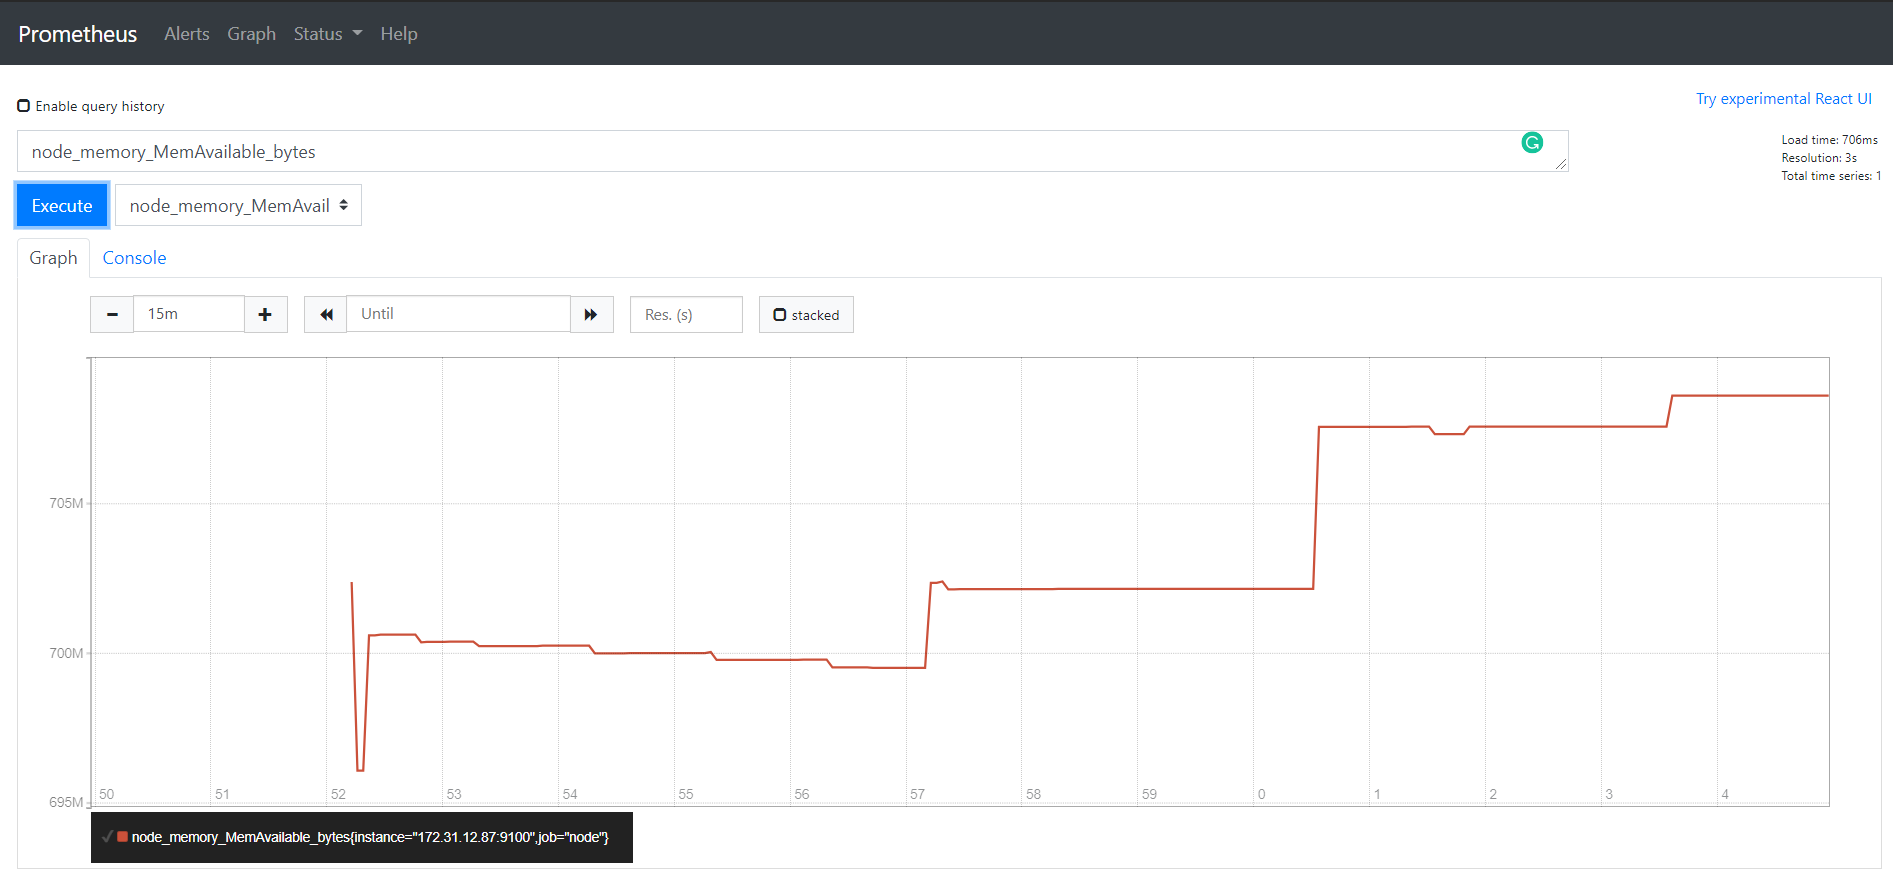 Prometheus Alerts Graph Status Help
Enable query history
Try experimental React UI
node_memory_MemAvailable_bytes
Load time: 706ms
Resolution: 3s
Total time series: 1
Execute node_memory_MemAvail
Graph Console
15m Until Res. (s) stacked
705M
700M
695M
50 51 52 53 54 55 56 57 58 59 0 1 2 3 4
node_memory_MemAvailable_bytes{instance="172.31.12.87:9100",job="node"}